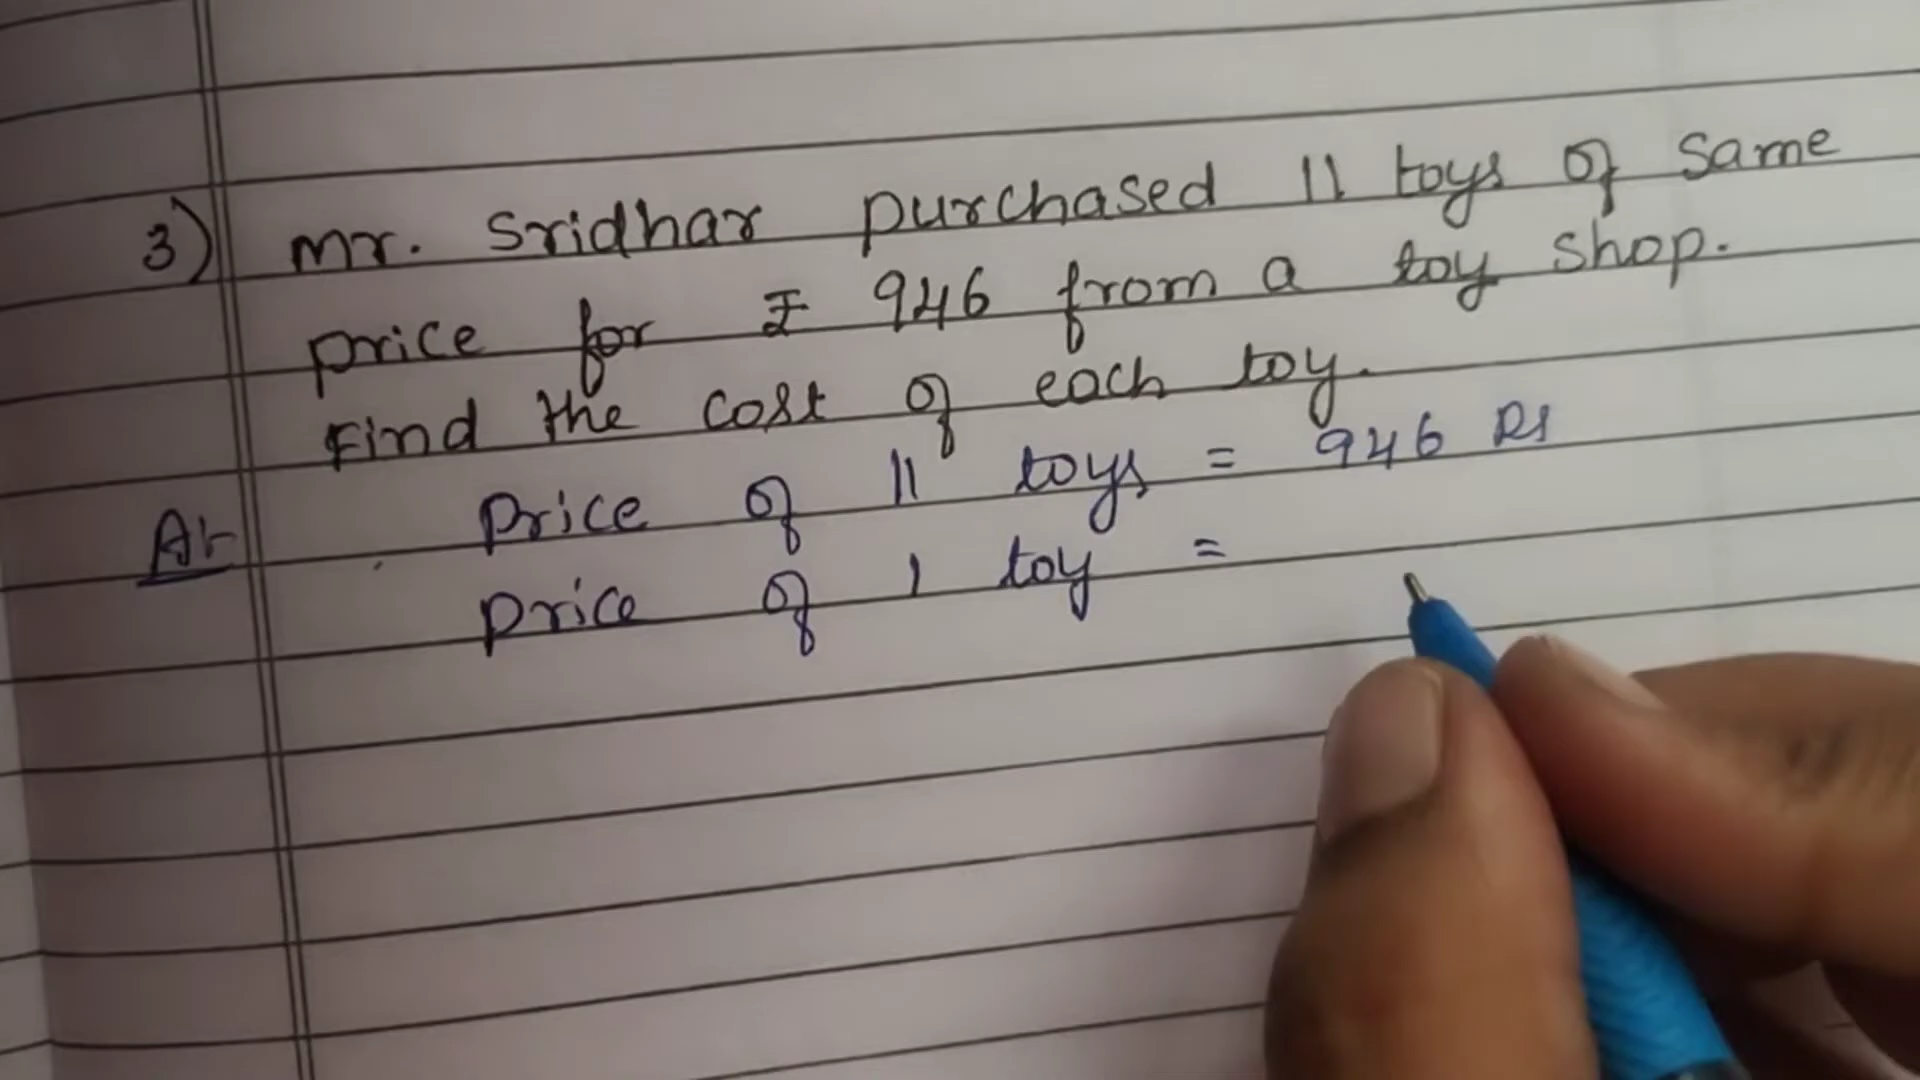 3) Mr. Sridhar purchased 11 toys of same
price for ₹ 946 from a toy shop.
Find the cost of each toy.
A:- Price of 11 toys = 946 Rs
Price of 1 toy =